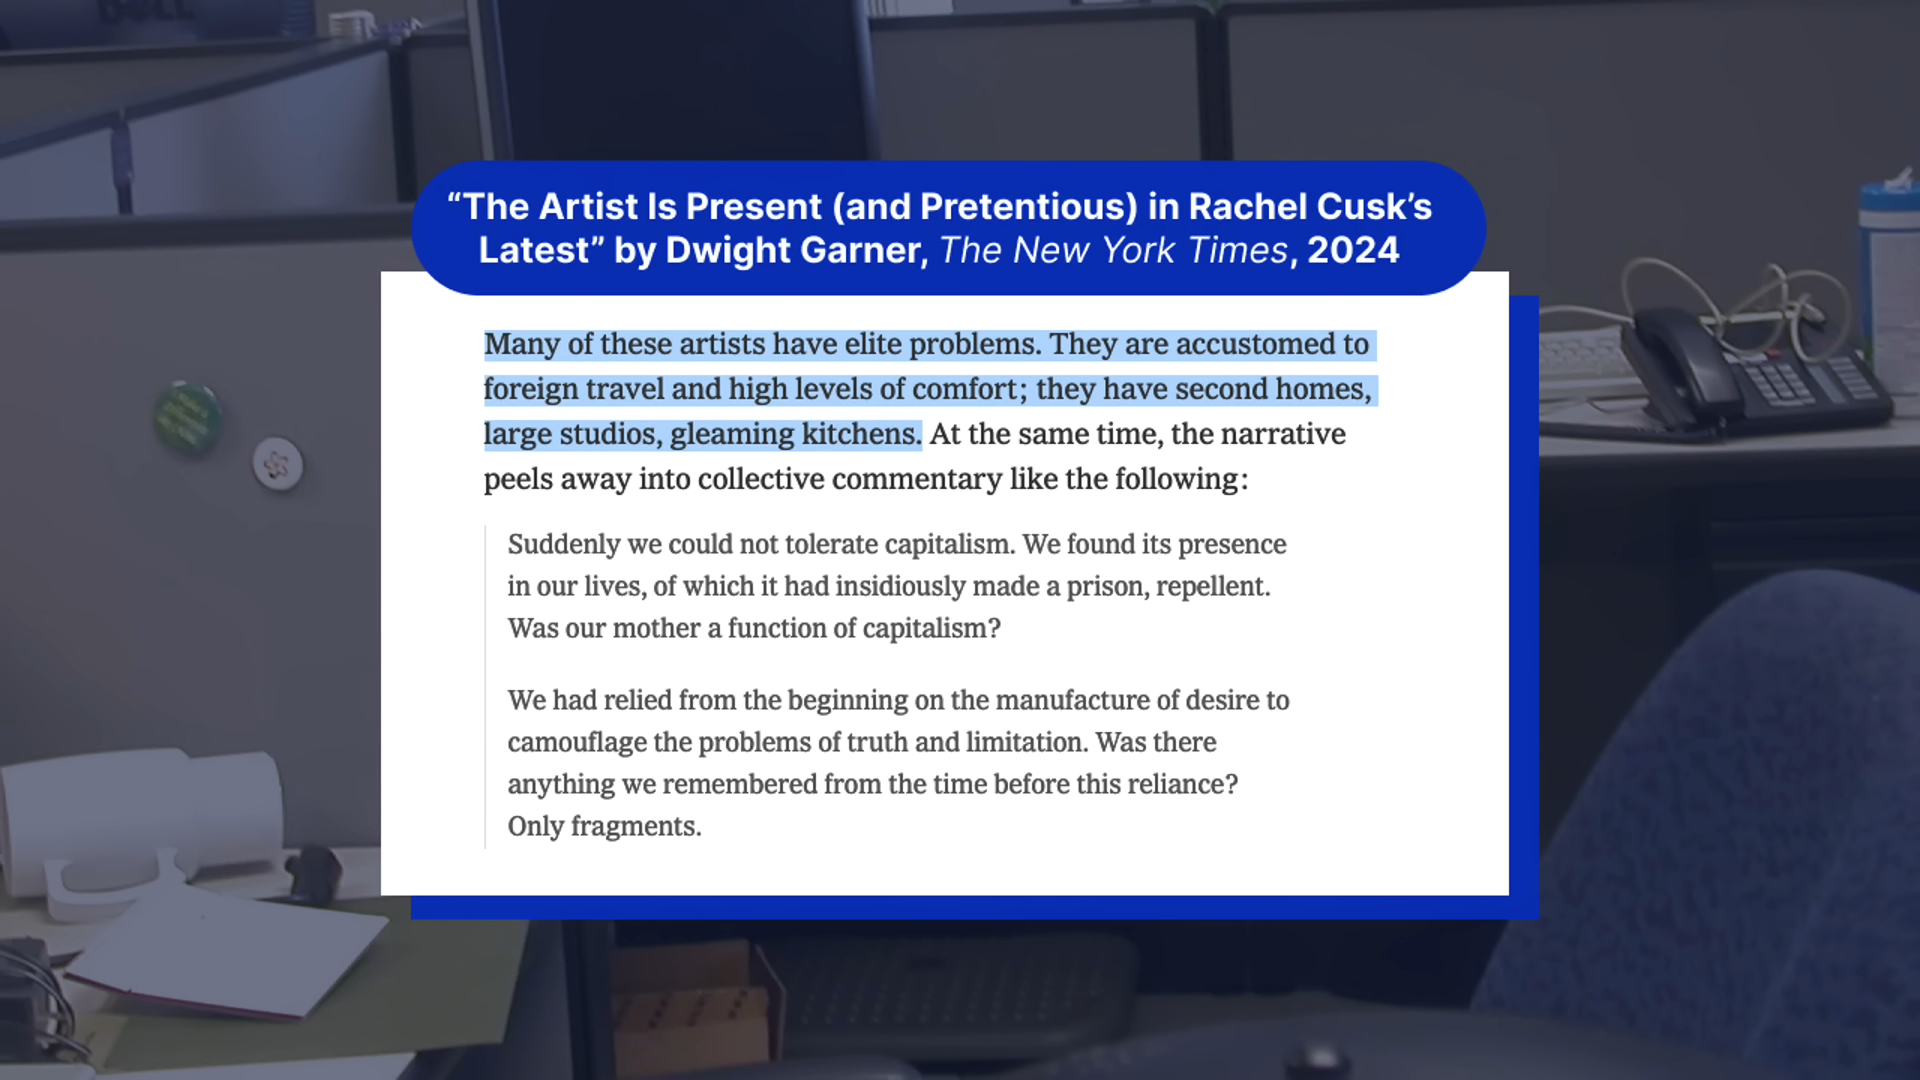 DELL
“The Artist Is Present (and Pretentious) in Rachel Cusk’s
Latest” by Dwight Garner, The New York Times, 2024
Many of these artists have elite problems. They are accustomed to
foreign travel and high levels of comfort; they have second homes,
large studios, gleaming kitchens. At the same time, the narrative
peels away into collective commentary like the following:
Suddenly we could not tolerate capitalism. We found its presence
in our lives, of which it had insidiously made a prison, repellent.
Was our mother a function of capitalism?
We had relied from the beginning on the manufacture of desire to
camouflage the problems of truth and limitation. Was there
anything we remembered from the time before this reliance?
Only fragments.